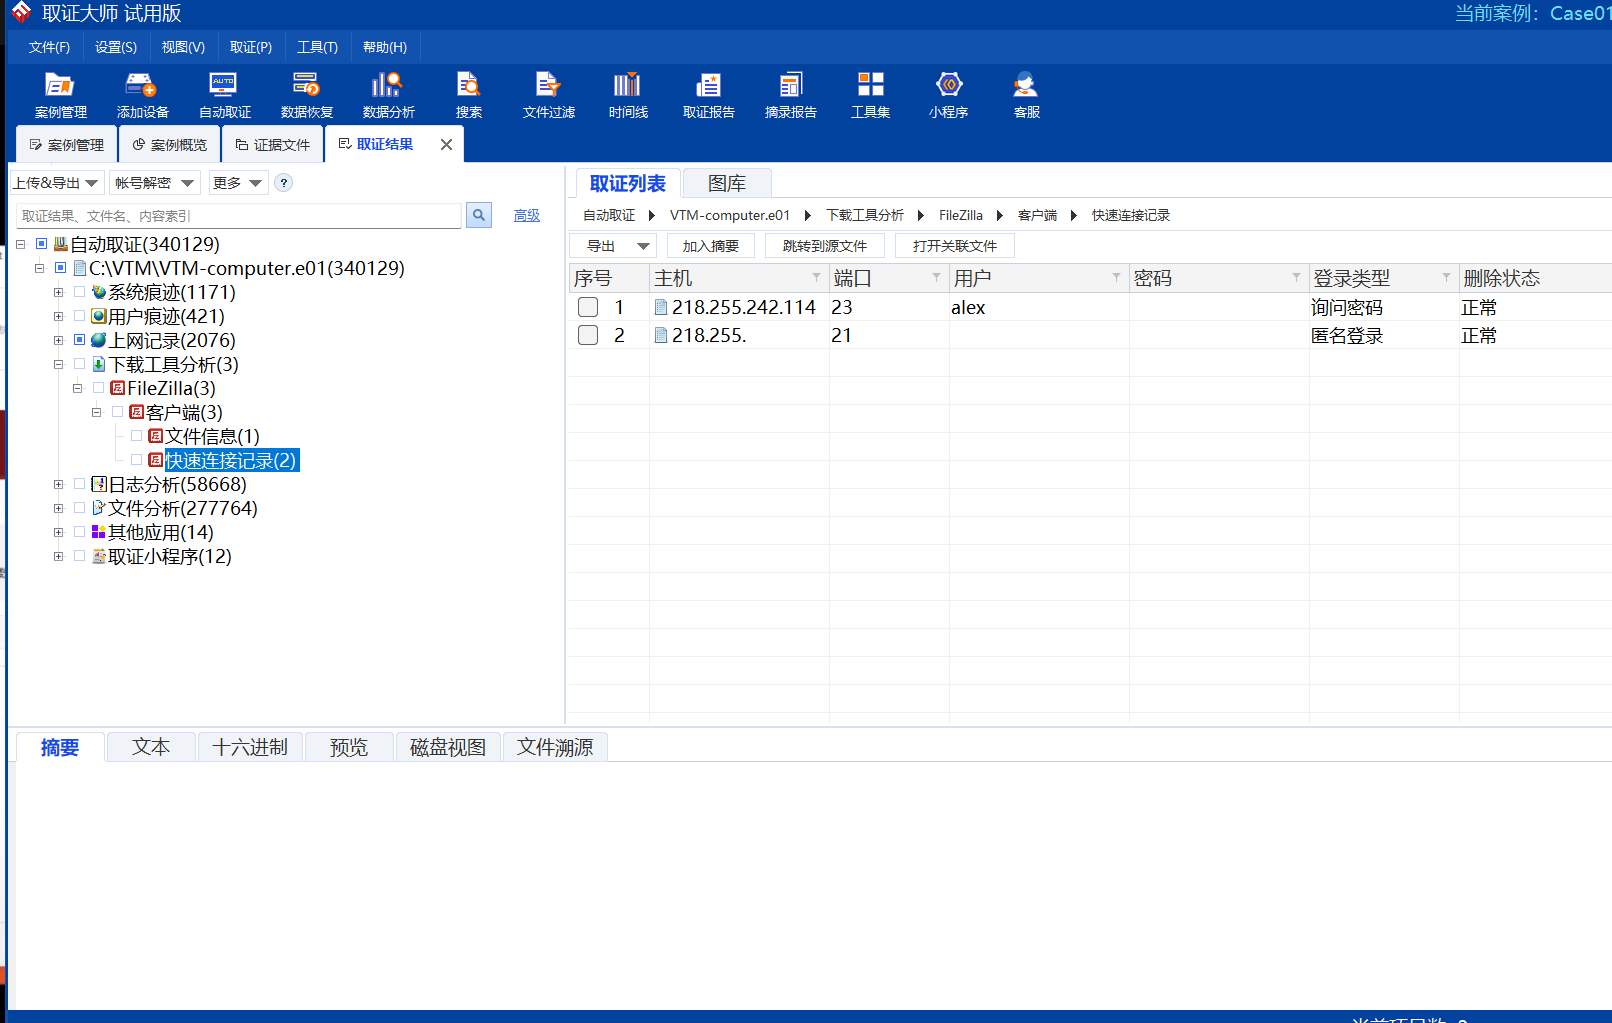 取证大师 试用版
当前案例: Case01
文件(F) 设置(S) 视图(V) 取证(P) 工具(T) 帮助(H)
案例管理 添加设备 自动取证 数据恢复 数据分析 搜索 文件过滤 时间线 取证报告 摘录报告 工具集 小程序 客服
案例管理 案例概览 证据文件 取证结果
上传&导出 帐号解密 更多 ?
取证结果、文件名、内容索引 高级
自动取证(340129)
C:\VTM\VTM-computer.e01(340129)
系统痕迹(1171)
用户痕迹(421)
上网记录(2076)
下载工具分析(3)
FileZilla(3)
客户端(3)
文件信息(1)
快速连接记录(2)
日志分析(58668)
文件分析(277764)
其他应用(14)
取证小程序(12)
取证列表 图库
自动取证 VTM-computer.e01 下载工具分析 FileZilla 客户端 快速连接记录
导出 加入摘要 跳转到源文件 打开关联文件
序号 主机 端口 用户 密码 登录类型 删除状态
1 218.255.242.114 23 alex 询问密码 正常
2 218.255. 21 匿名登录 正常
摘要 文本 十六进制 预览 磁盘视图 文件溯源